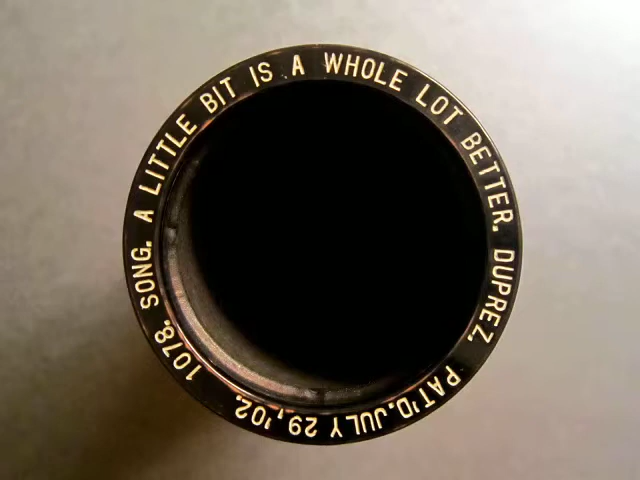 1078. SONG. A LITTLE BIT IS A WHOLE LOT BETTER. DUPREZ. PAT'D. JULY 29, '02.